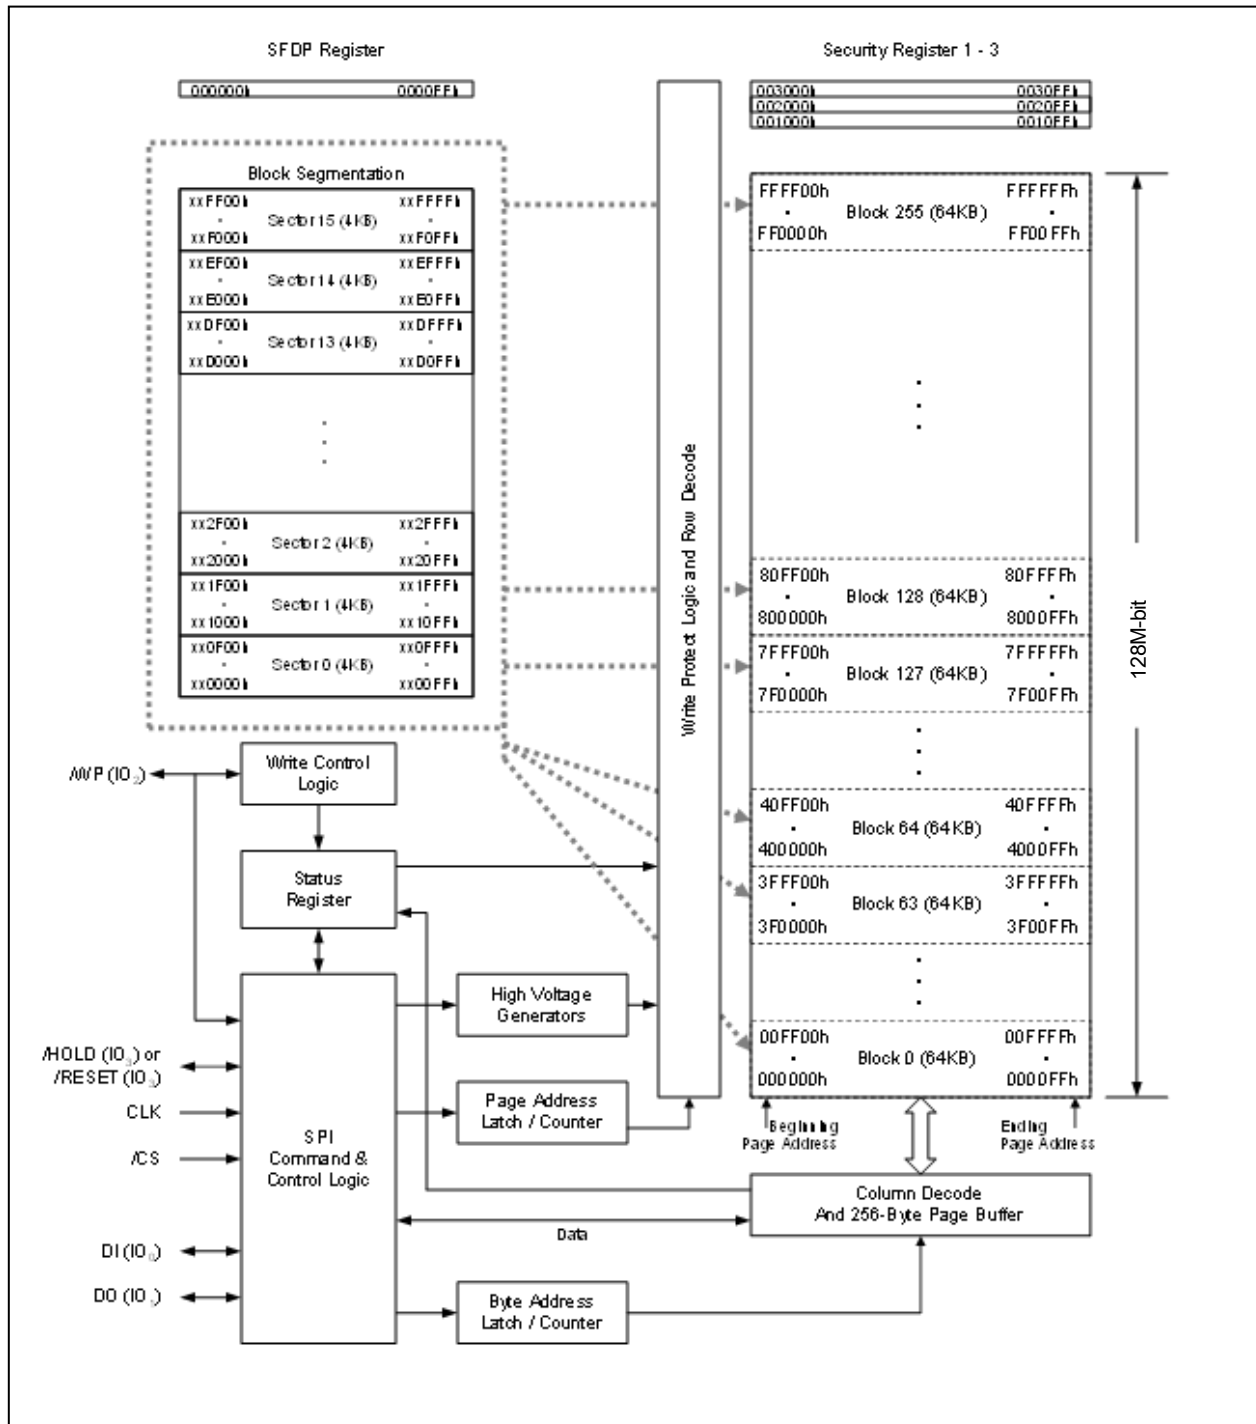 SFDP Register
000000h 0000FFh
Security Register 1 - 3
003000h 0030FFh
002000h 0020FFh
001000h 0010FFh
Block Segmentation
xxFF00h xxFFFFh
Sector 15 (4KB)
xxF000h xxF0FFh
xxEF00h xxEFFFh
Sector 14 (4KB)
xxE000h xxE0FFh
xxDF00h xxDFFFh
Sector 13 (4KB)
xxD000h xxD0FFh
xx2F00h xx2FFFh
Sector 2 (4KB)
xx2000h xx20FFh
xx1F00h xx1FFFh
Sector 1 (4KB)
xx1000h xx10FFh
xx0F00h xx0FFFh
Sector 0 (4KB)
xx0000h xx00FFh
Write Protect Logic and Row Decode
FFFF00h FFFFFFh
Block 255 (64KB)
FF0000h FF00FFh
80FF00h 80FFFFh
Block 128 (64KB)
800000h 8000FFh
7FFF00h 7FFFFFh
Block 127 (64KB)
7F0000h 7F00FFh
40FF00h 40FFFFh
Block 64 (64KB)
400000h 4000FFh
3FFF00h 3FFFFFh
Block 63 (64KB)
3F0000h 3F00FFh
00FF00h 00FFFFh
Block 0 (64KB)
000000h 0000FFh
128M-bit
Beginning
Page Address
Ending
Page Address
/WP (IO2)
Write Control
Logic
Status
Register
High Voltage
Generators
/HOLD (IO3) or
/RESET (IO3)
CLK
/CS
SPI
Command &
Control Logic
Page Address
Latch / Counter
Column Decode
And 256-Byte Page Buffer
Data
DI (IO0)
DO (IO1)
Byte Address
Latch / Counter